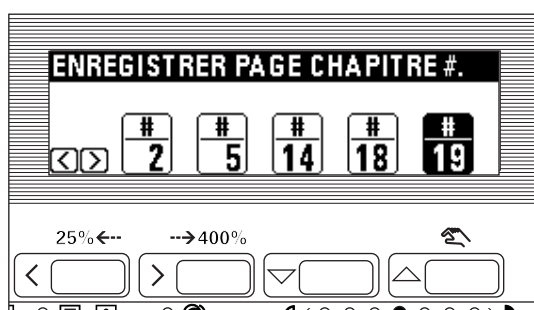 ENREGISTRER PAGE CHAPITRE #.
# # # # #
< > 2 5 14 18 19
25% 400%
< >